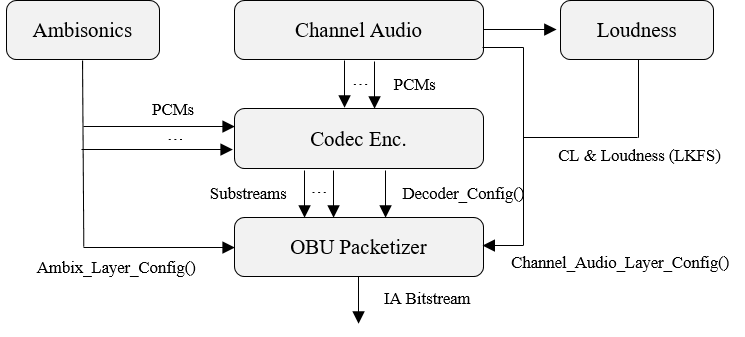 Ambisonics
Channel Audio
Loudness
PCMs
...
... PCMs
Codec Enc.
CL & Loudness (LKFS)
Substreams ... Decoder_Config()
OBU Packetizer
Ambix_Layer_Config()
Channel_Audio_Layer_Config()
IA Bitstream